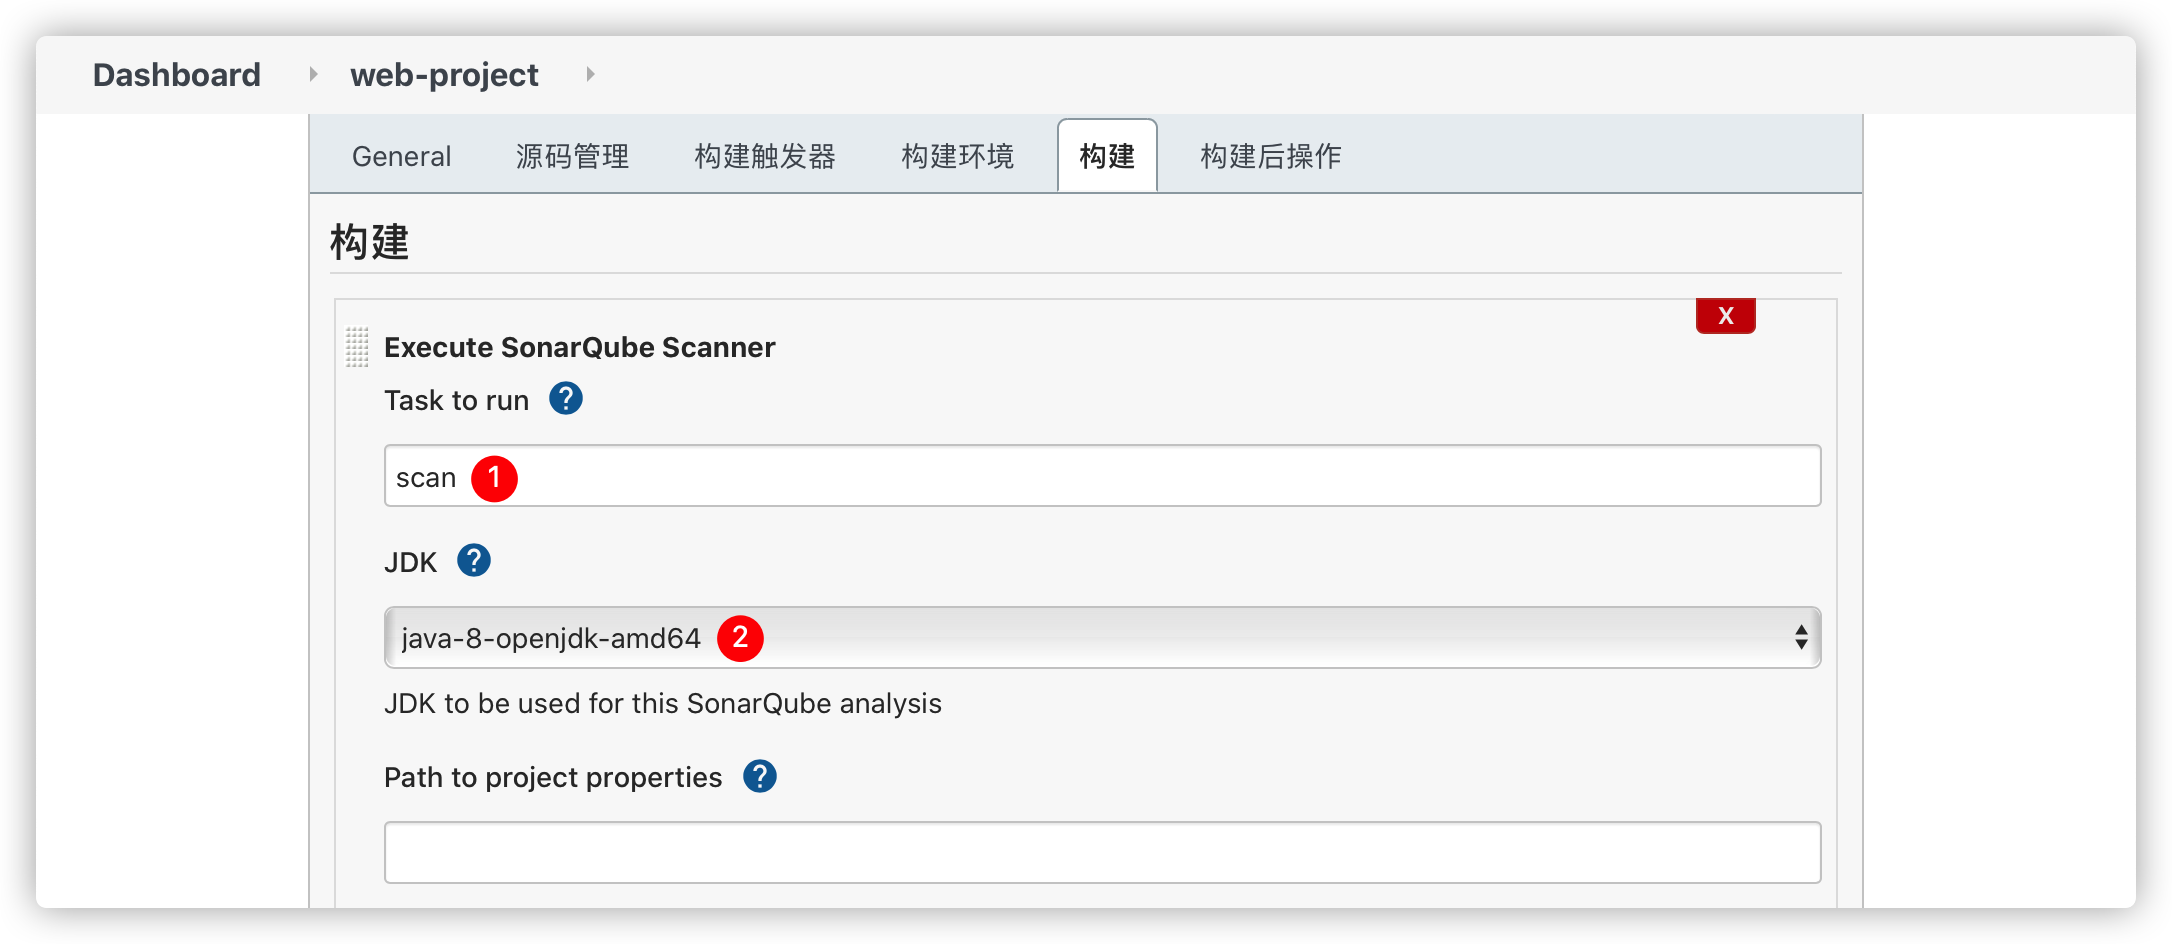 Dashboard web-project
General 源码管理 构建触发器 构建环境 构建 构建后操作
构建
X
Execute SonarQube Scanner
Task to run ?
scan 1
JDK ?
java-8-openjdk-amd64 2
JDK to be used for this SonarQube analysis
Path to project properties ?